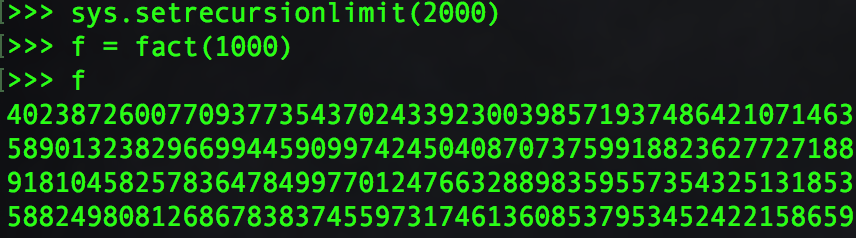 >>> sys.setrecursionlimit(2000)
>>> f = fact(1000)
>>> f
40238726007709377354370243392300398571937486421071463
58901323829669944590997424504087073759918823627727188
91810458257836478499770124766328898359557354325131853
58824980812686783837455973174613608537953452422158659